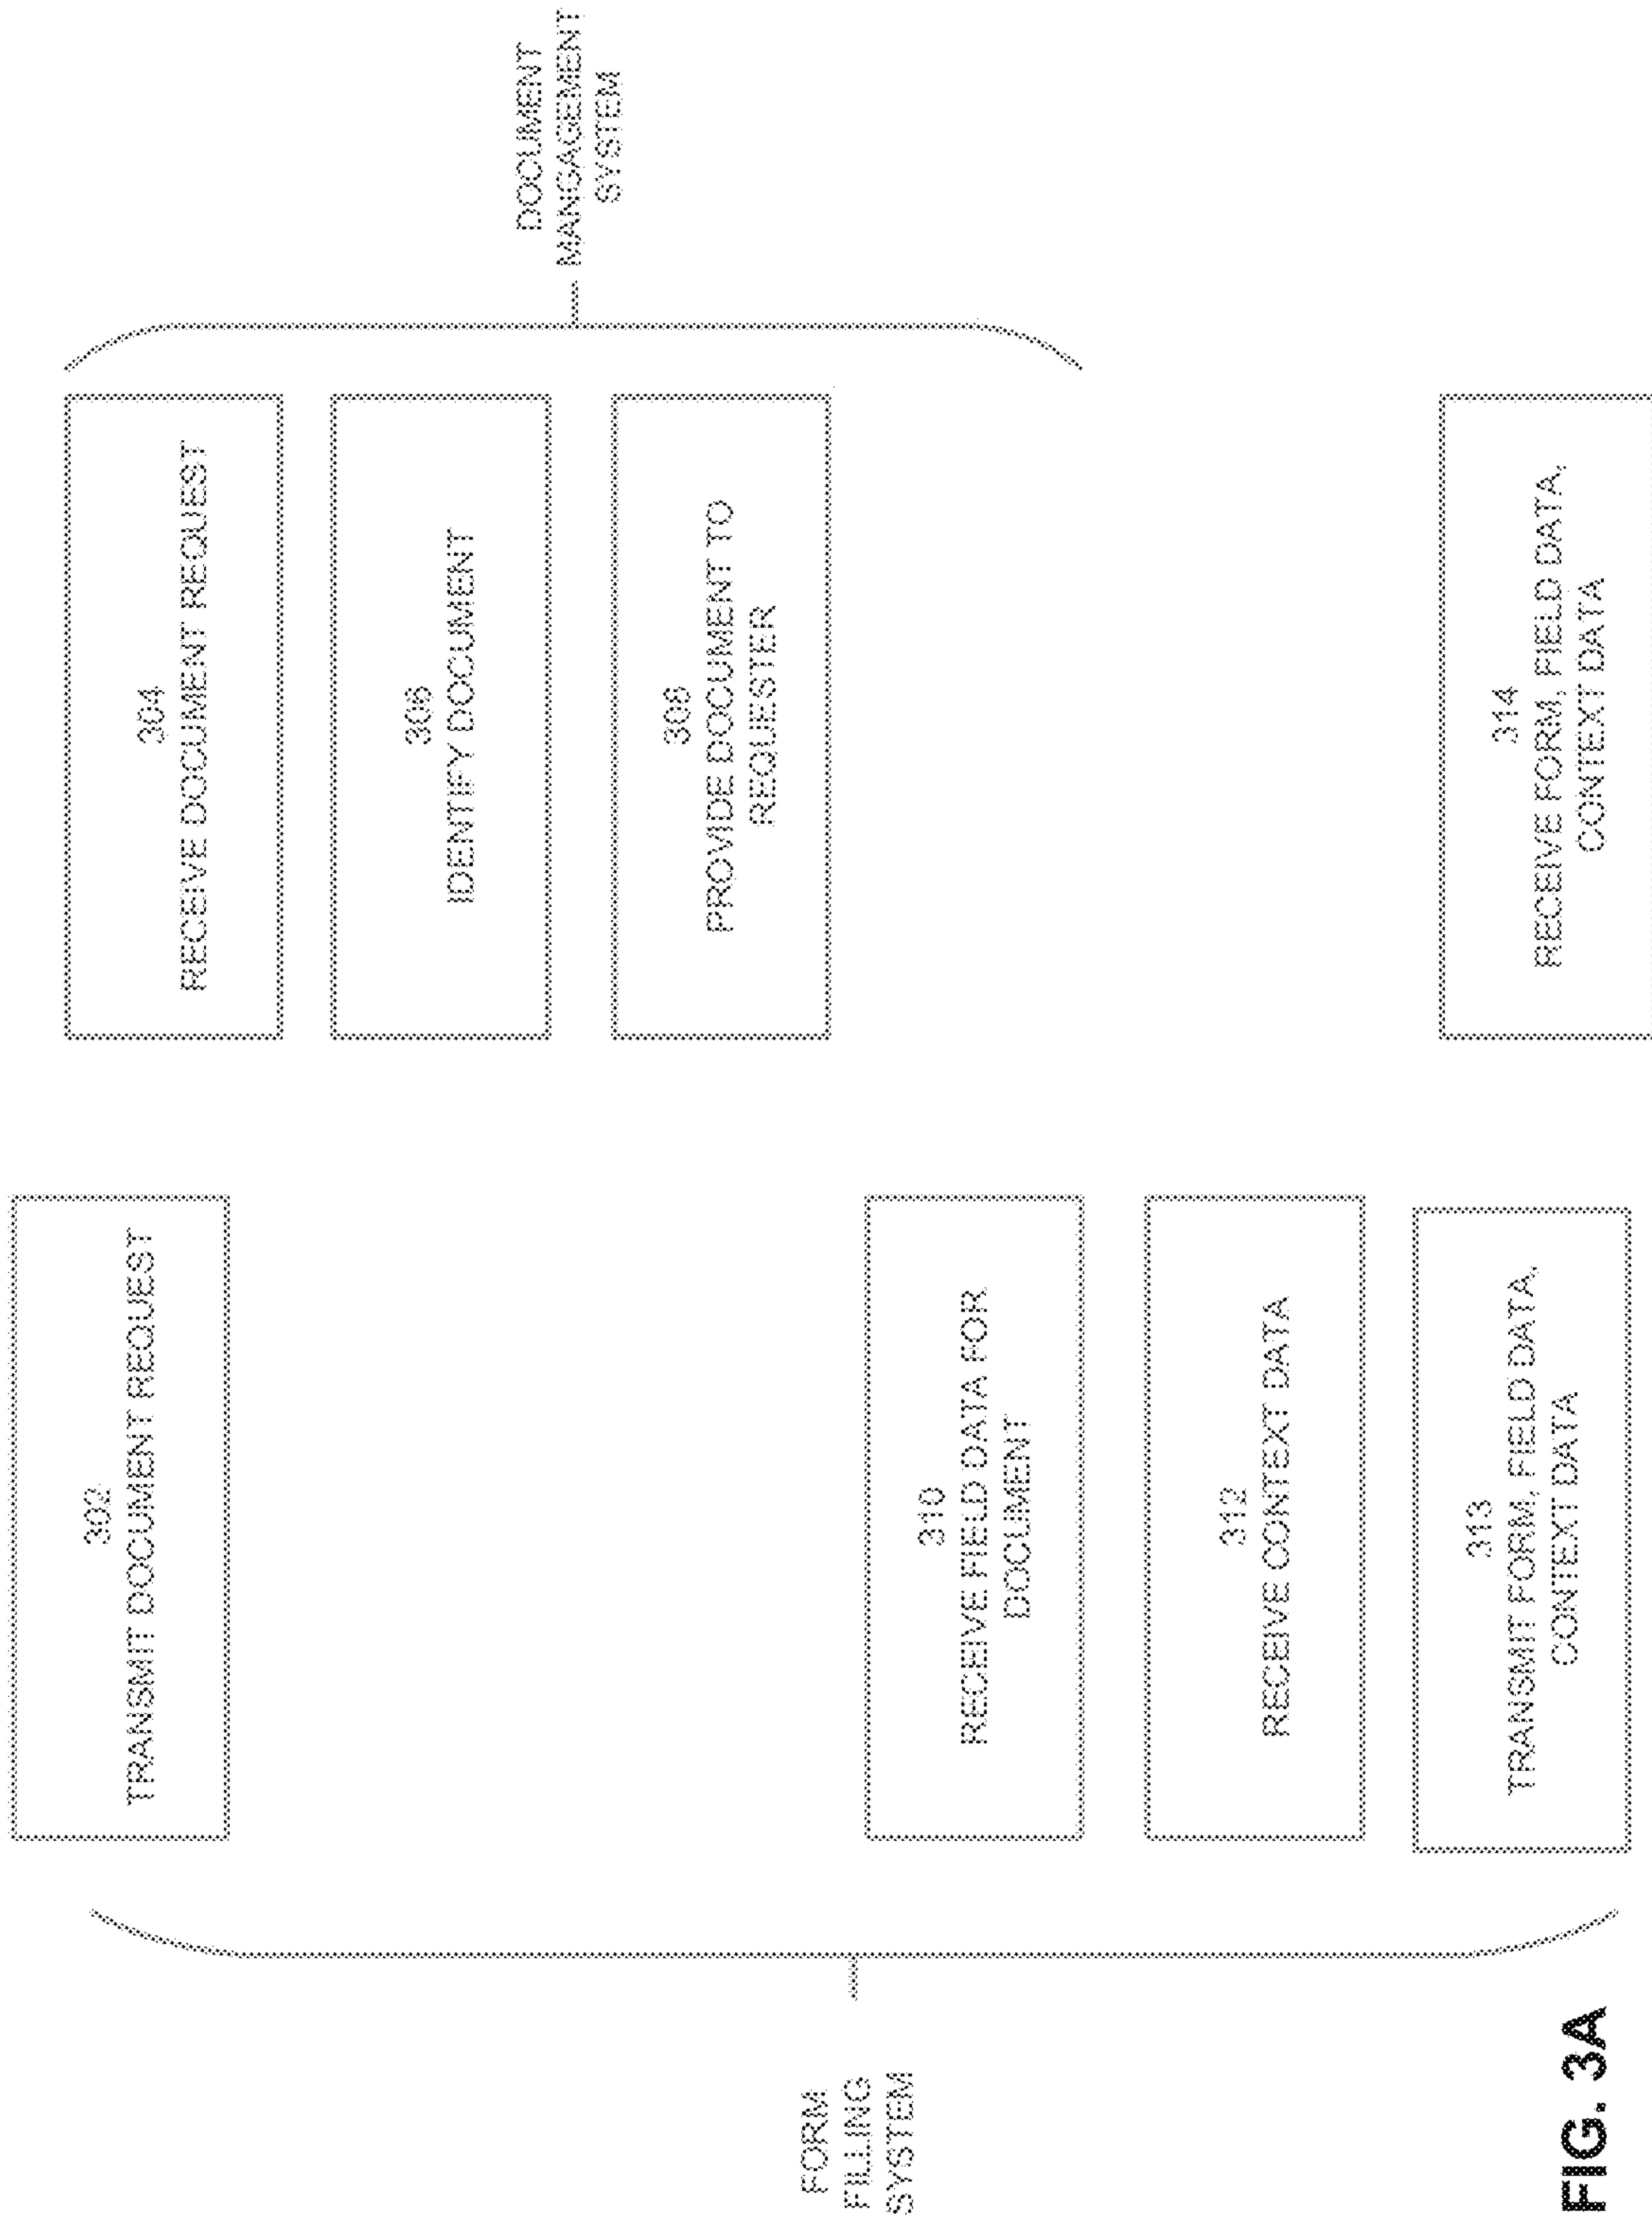 DOCUMENT
MANGAGEMENT
SYSTEM
304
RECEIVE DOCUMENT REQUEST
306
IDENTIFY DOCUMENT
308
PROVIDE DOCUMENT TO
REQUESTER
314
RECEIVE FORM, FIELD DATA,
CONTEXT DATA
302
TRANSMIT DOCUMENT REQUEST
310
RECEIVE FIELD DATA FOR
DOCUMENT
312
RECEIVE CONTEXT DATA
313
TRANSMIT FORM, FIELD DATA,
CONTEXT DATA
FORM
FILLING
SYSTEM
FIG. 3A